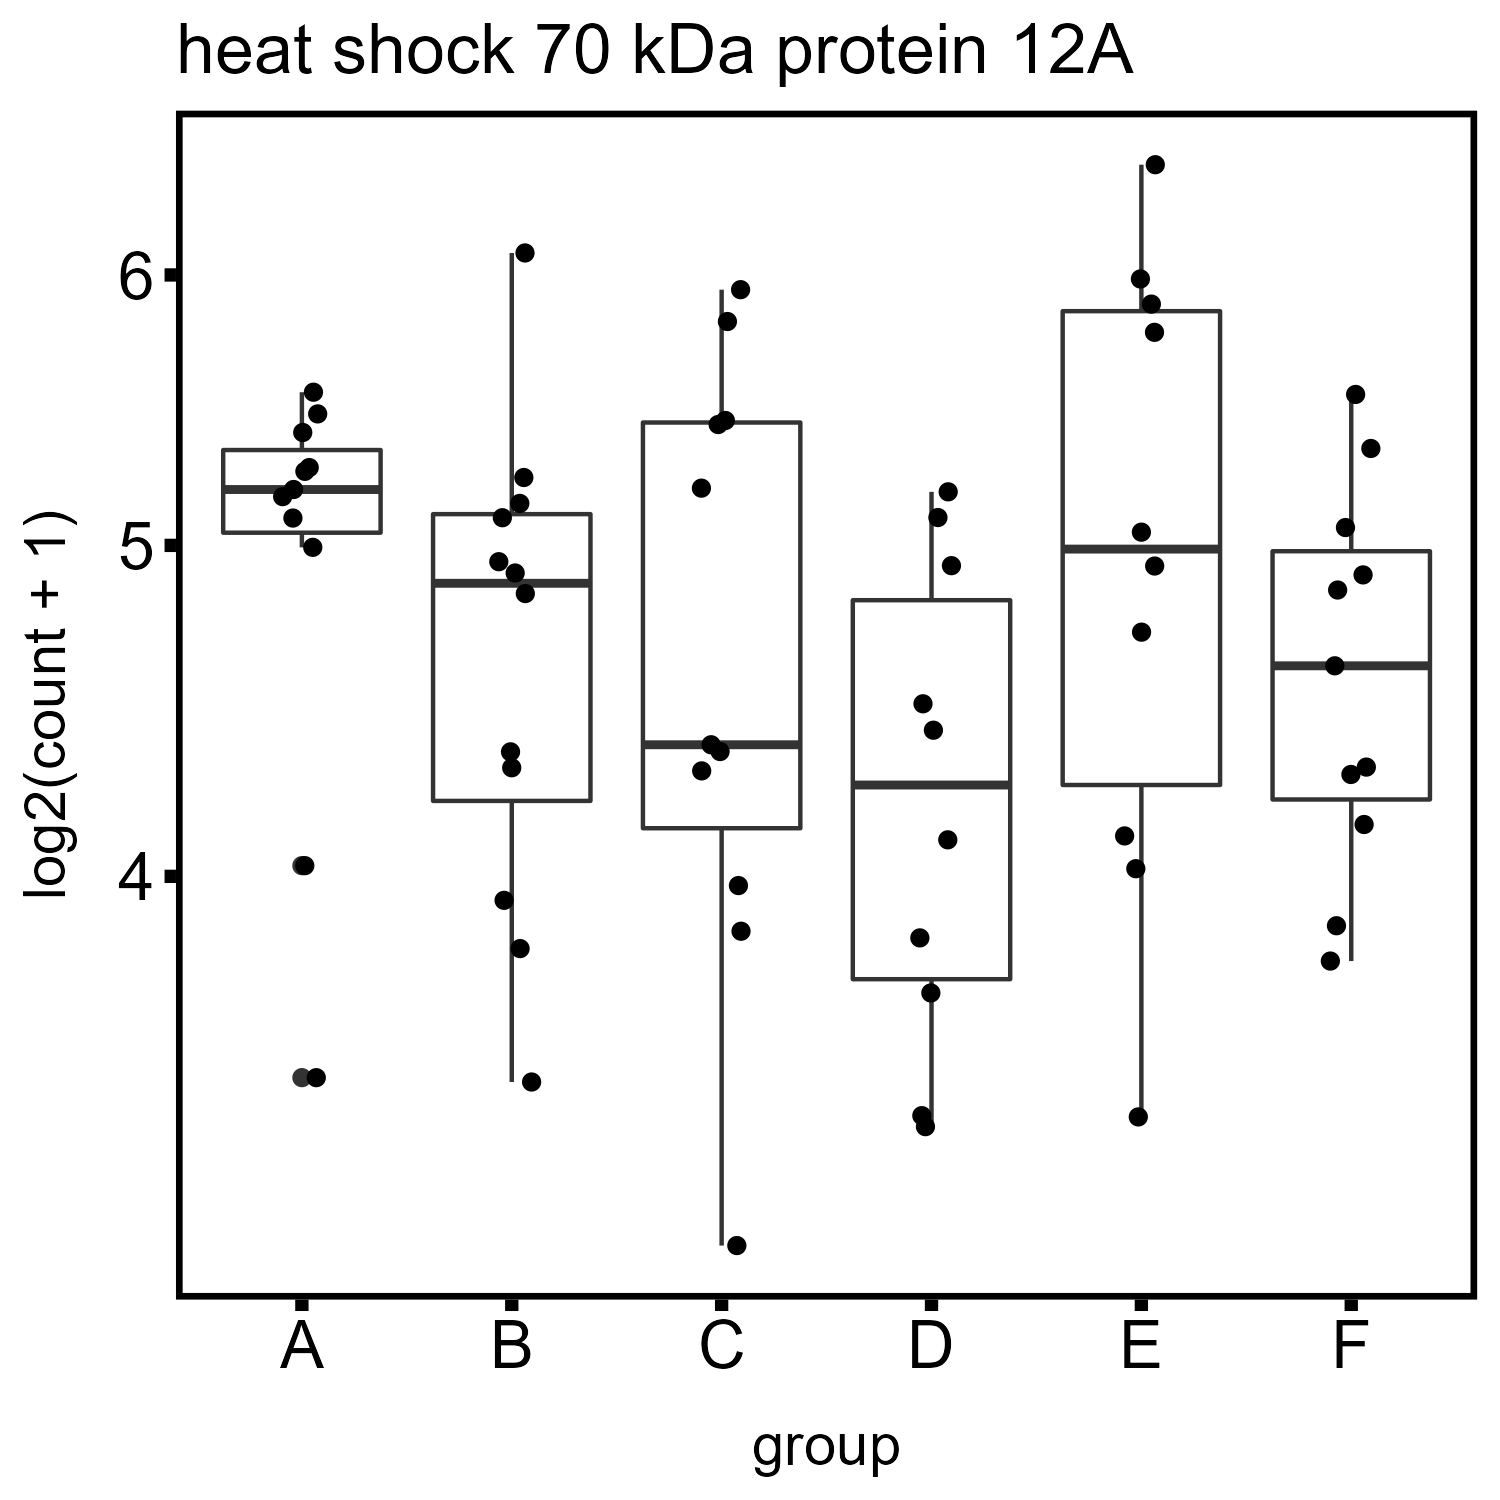 heat shock 70 kDa protein 12A
log2(count + 1)
6
5
4
A B C D E F
group